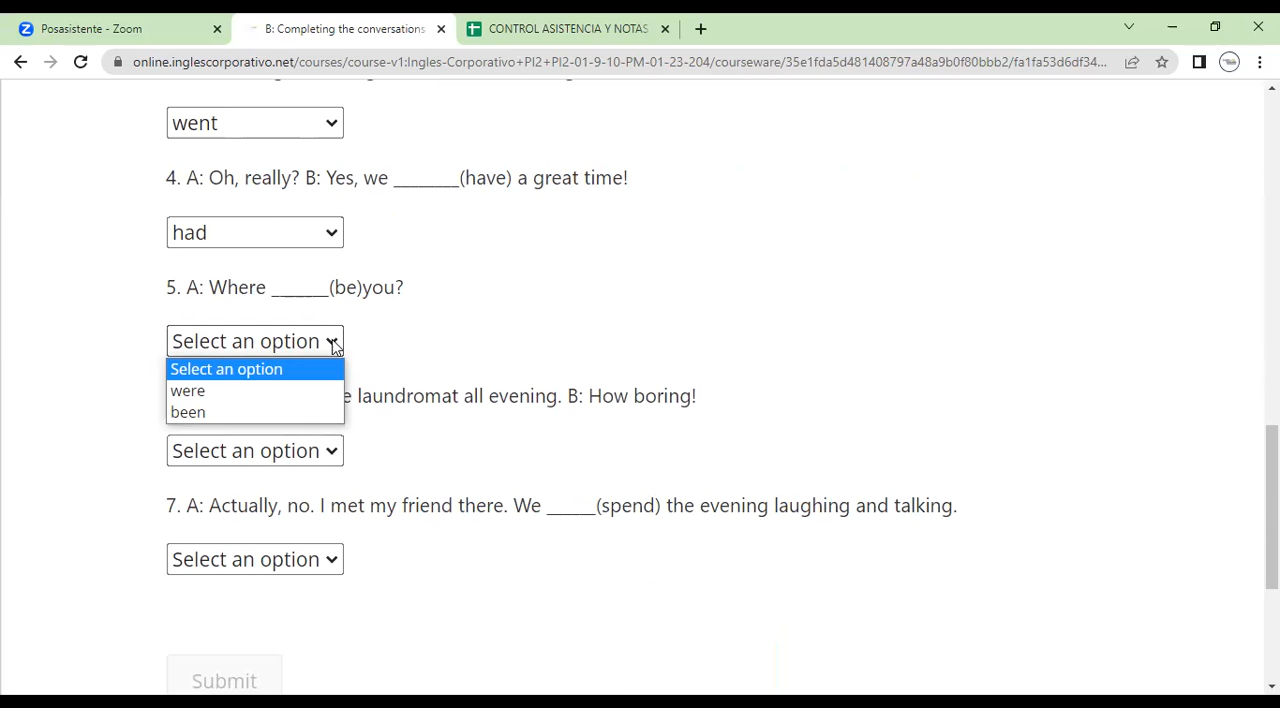 Posasistente - Zoom
B: Completing the conversations
CONTROL ASISTENCIA Y NOTAS
online.inglescorporativo.net/courses/course-v1:Ingles-Corporativo+PI2+PI2-01-9-10-PM-01-23-204/courseware/35e1fda5d481408797a48a9b0f80bbb2/fa1fa53d6df34...
went
4. A: Oh, really? B: Yes, we ________(have) a great time!
had
5. A: Where _______(be)you?
Select an option
Select an option
were
been
e laundromat all evening. B: How boring!
Select an option
7. A: Actually, no. I met my friend there. We _____(spend) the evening laughing and talking.
Select an option
Submit